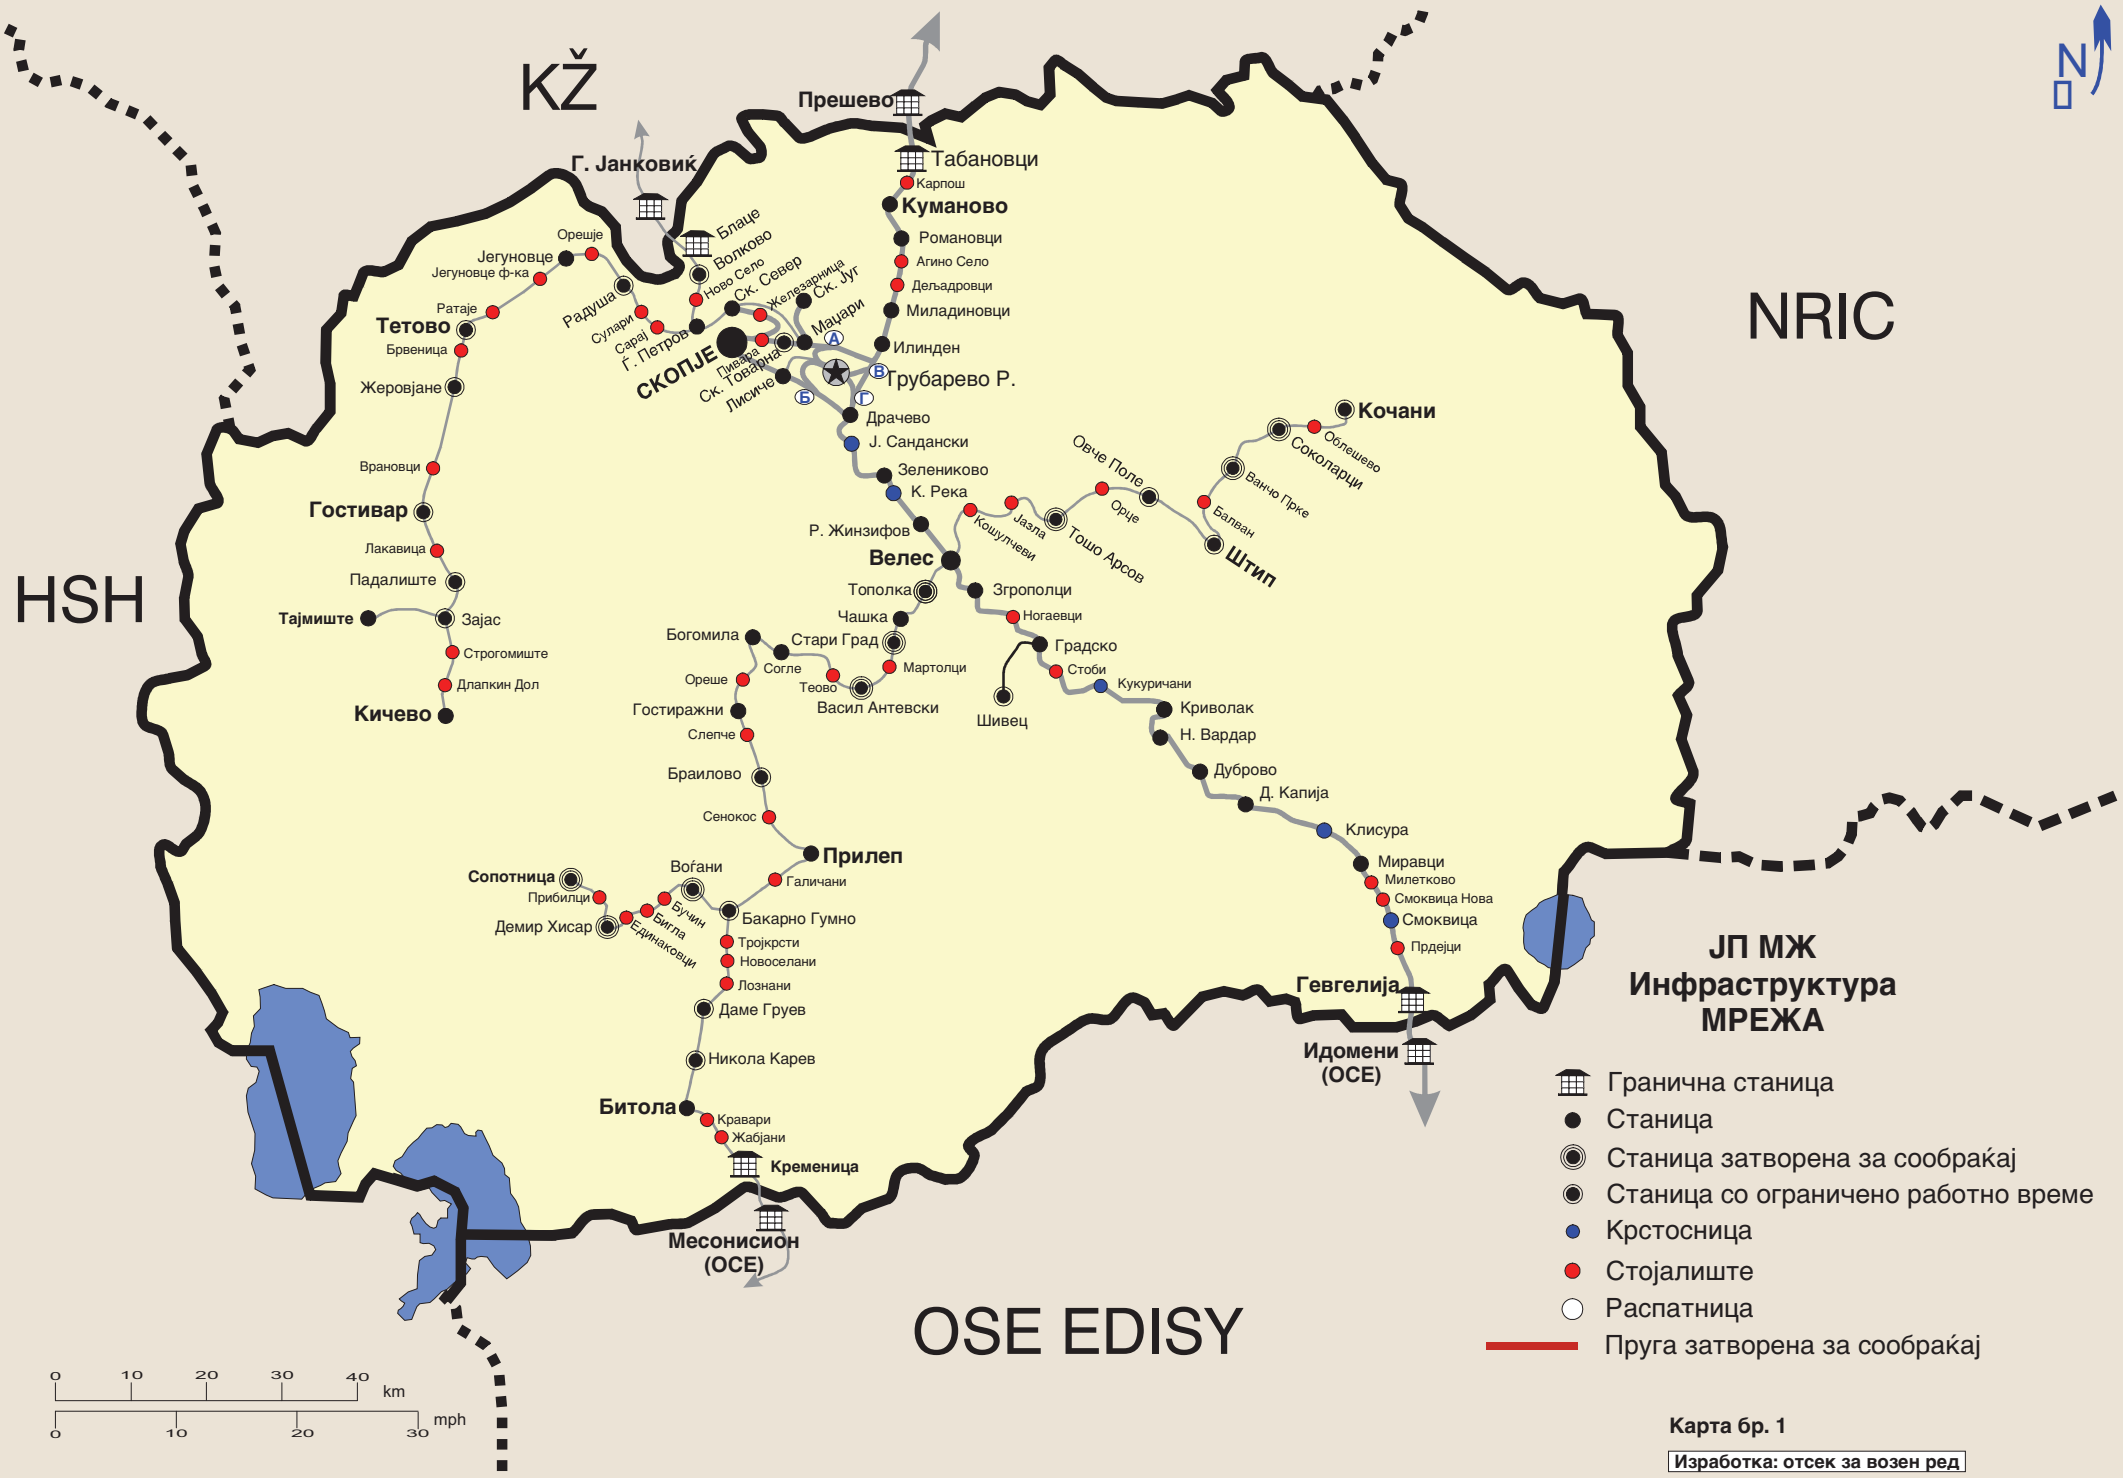 KŽ
N
Прешево
Г. Јанковиќ
Табановци
Карпош
Куманово
Блаце
Волково
Ново Село
Ск. Север
Железарница
Ск. Југ
Мацари
Романовци
Агино Село
Дељадровци
Миладиновци
Илинден
Орешје
Јегуновце
Јегуновце ф-ка
Ратаје
Тетово
Брвеница
Жеровјане
Врановци
Гостивар
Лакавица
Падалиште
Тајмиште
Зајас
Строгомиште
Длапкин Дол
Кичево
Радуша
Сулари
Сарај
Ѓ. Петров
СКОПЈЕ
Пивара
Ск. Товарна
Лисиче
А
Б
В
Г
Трубарево Р.
Драчево
Ј. Сандански
Зелениково
К. Река
Р. Жинзифов
Велес
NRIC
HSH
Кочани
Облешево
Соколарци
Ванчо Прке
Балван
Штип
Овче Поле
Орце
Тошо Арсов
Јазла
Кошулчеви
Тополка
Чашка
Стари Град
Мартолци
Васил Антевски
Теово
Согле
Богомила
Ореше
Гостиражни
Слепче
Браилово
Сенокос
Прилеп
Галичани
Згрополци
Ногаевци
Градско
Стоби
Шивец
Кукуричани
Криволак
Н. Вардар
Дуброво
Д. Капија
Клисура
Миравци
Милетково
Смоквица Нова
Смоквица
Прдејци
Гевгелија
Идомени
(ОСЕ)
Сопотница
Прибилци
Демир Хисар
Единаковци
Бигла
Бучин
Воѓани
Бакарно Гумно
Тројкрсти
Новоселани
Лознани
Даме Груев
Никола Карев
Битола
Кравари
Жабјани
Кременица
Месонисион
(ОСЕ)
OSE EDISY
ЈП МЖ
Инфраструктура
МРЕЖА
Гранична станица
Станица
Станица затворена за сообраќај
Станица со ограничено работно време
Крстосница
Стојалиште
Распатница
Пруга затворена за сообраќај
0 10 20 30 40 km
0 10 20 30 mph
Карта бр. 1
Изработка: отсек за возен ред